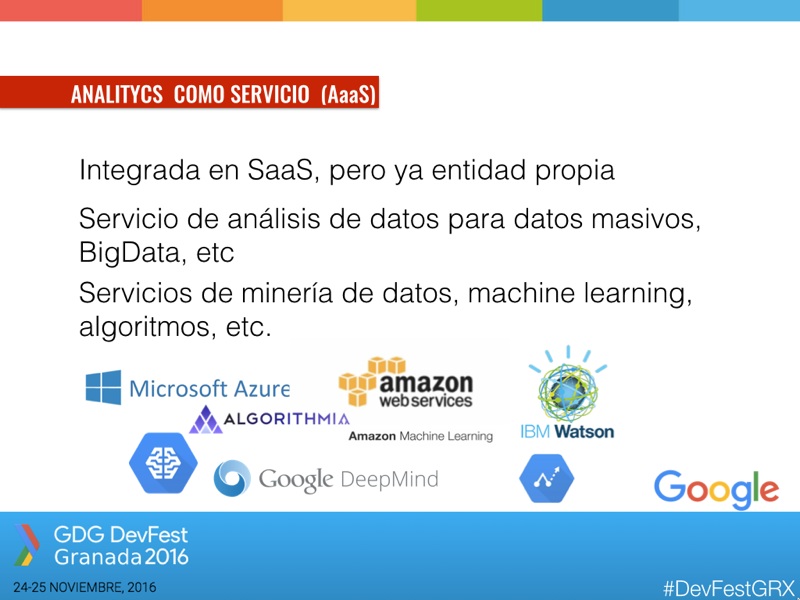 ANALITYCS COMO SERVICIO (AaaS)
Integrada en SaaS, pero ya entidad propia
Servicio de análisis de datos para datos masivos,
BigData, etc
Servicios de minería de datos, machine learning,
algoritmos, etc.
Microsoft Azure
amazon
webservices
ALGORITHMIA
Amazon Machine Learning
IBM Watson
Google DeepMind
Google
GDG DevFest
Granada2016
24-25 NOVIEMBRE, 2016
#DevFestGRX